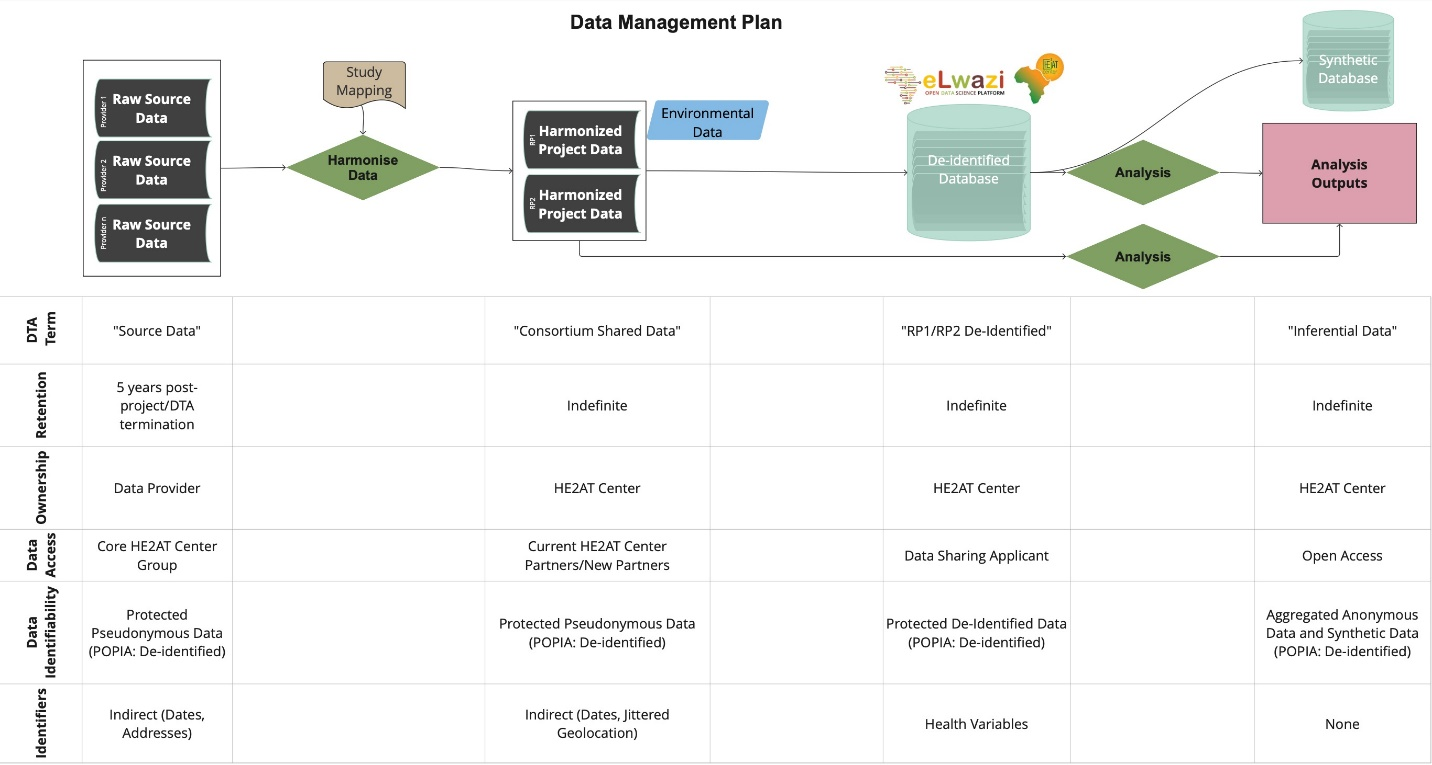 Data Management Plan
Provider 1
Raw Source
Data
Provider 2
Raw Source
Data
Provider n
Raw Source
Data
Study
Mapping
Harmonise
Data
RP1
Harmonized
Project Data
RP2
Harmonized
Project Data
Environmental
Data
eLwazi
OPEN DATA SCIENCE PLATFORM
HE²AT
CENTER
De-identified
Database
Synthetic
Database
Analysis
Analysis
Analysis
Outputs
DTA
Term
"Source Data"
"Consortium Shared Data"
"RP1/RP2 De-Identified"
"Inferential Data"
Retention
5 years post-
project/DTA
termination
Indefinite
Indefinite
Indefinite
Ownership
Data Provider
HE2AT Center
HE2AT Center
HE2AT Center
Data
Access
Core HE2AT Center
Group
Current HE2AT Center
Partners/New Partners
Data Sharing Applicant
Open Access
Data
Identifiability
Protected
Pseudonymous Data
(POPIA: De-identified)
Protected Pseudonymous Data
(POPIA: De-identified)
Protected De-Identified Data
(POPIA: De-identified)
Aggregated Anonymous
Data and Synthetic Data
(POPIA: De-identified)
Identifiers
Indirect (Dates,
Addresses)
Indirect (Dates, Jittered
Geolocation)
Health Variables
None